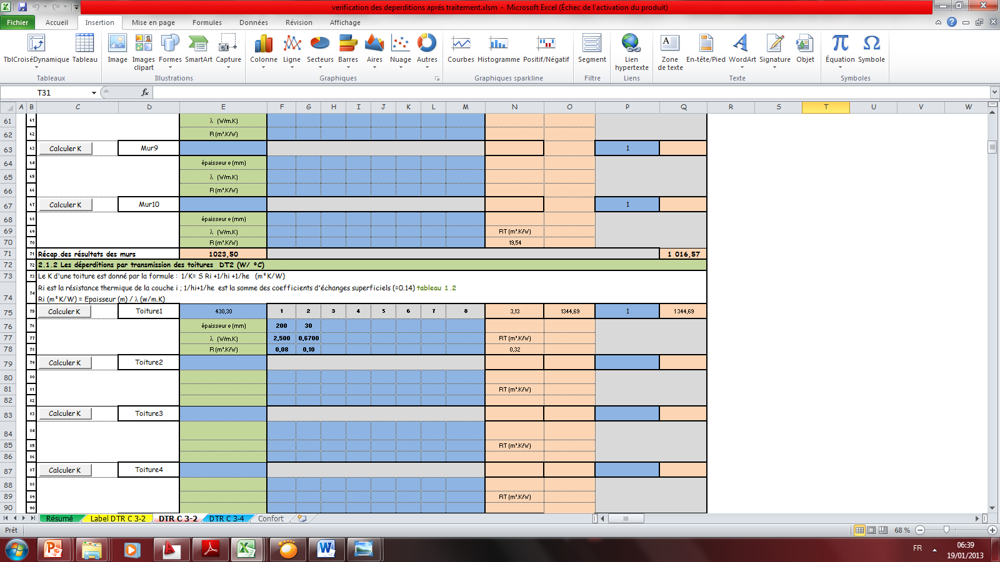 verification des deperditions aprés traitement.xlsm - Microsoft Excel (Échec de l'activation du produit)
Fichier Accueil Insertion Mise en page Formules Données Révision Affichage
TblCroiséDynamique Tableau Image Images clipart Formes SmartArt Capture Colonne Ligne Secteurs Barres Aires Nuage Autres Courbes Histogramme Positif/Négatif Segment Lien hypertexte Zone de texte En-tête/Pied WordArt Signature Objet Équation Symbole
Tableaux Illustrations Graphiques Graphiques sparkline Filtre Liens Texte Symboles
T31 fx
A B C D E F G H I J K L M N O P Q R S T U V W
61 61 λ (W/m.K)
62 62 R (m².K/W)
63 63 Calculer K Mur9 1
64 64 épaisseur e (mm)
65 65 λ (W/m.K)
66 66 R (m².K/W)
67 67 Calculer K Mur10 1
68 68 épaisseur e (mm)
69 69 λ (W/m.K) RT (m².K/W)
70 70 R (m².K/W) 19,54
71 71 Récap.des résultats des murs 1023,50 1 016,57
72 72 2.1.2 Les déperditions par transmission des toitures DT2 (W/ °C)
73 73 Le K d'une toiture est donné par la formule : 1/K= S Ri +1/hi +1/he (m²K/W)
74 74 Ri est la résistance thermique de la couche i ; 1/hi+1/he est la somme des coefficients d'échanges superficiels (=0.14) tableau 1.2
Ri (m²K/W) = Epaisseur (m) / λ (w/m.K)
75 75 Calculer K Toiture1 430,30 1 2 3 4 5 6 7 8 3,13 1344,69 1 1344,69
76 76 épaisseur e (mm) 200 30
77 77 λ (W/m.K) 2,500 0,6700 RT (m².K/W)
78 78 R (m².K/W) 0,08 0,10 0,32
79 79 Calculer K Toiture2
80 80
81 81 RT (m².K/W)
82 82
83 83 Calculer K Toiture3
84 84
85 85 RT (m².K/W)
86 86
87 87 Calculer K Toiture4
88 88
89 89 RT (m².K/W)
90 90
Résumé Label DTR C 3-2 DTR C 3-2 DTR C 3-4 Confort
Prêt 68 %
FR 06:39
19/01/2013